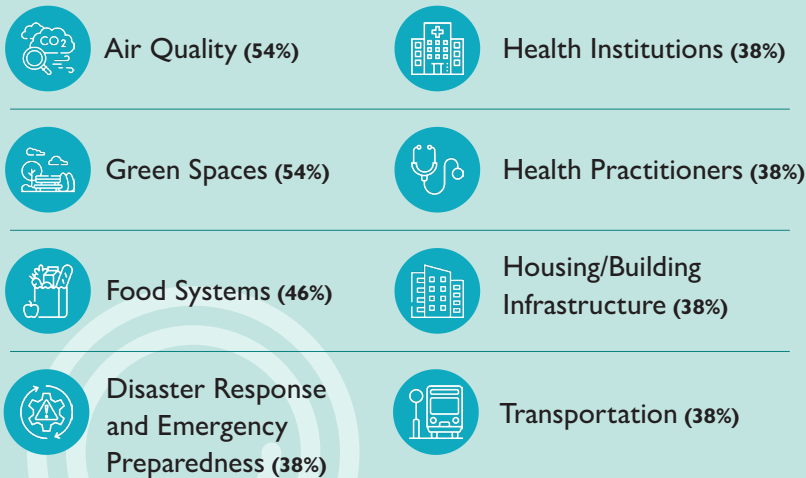 CO2
Air Quality (54%)
Health Institutions (38%)
Green Spaces (54%)
Health Practitioners (38%)
Food Systems (46%)
Housing/Building
Infrastructure (38%)
Disaster Response
and Emergency
Preparedness (38%)
Transportation (38%)